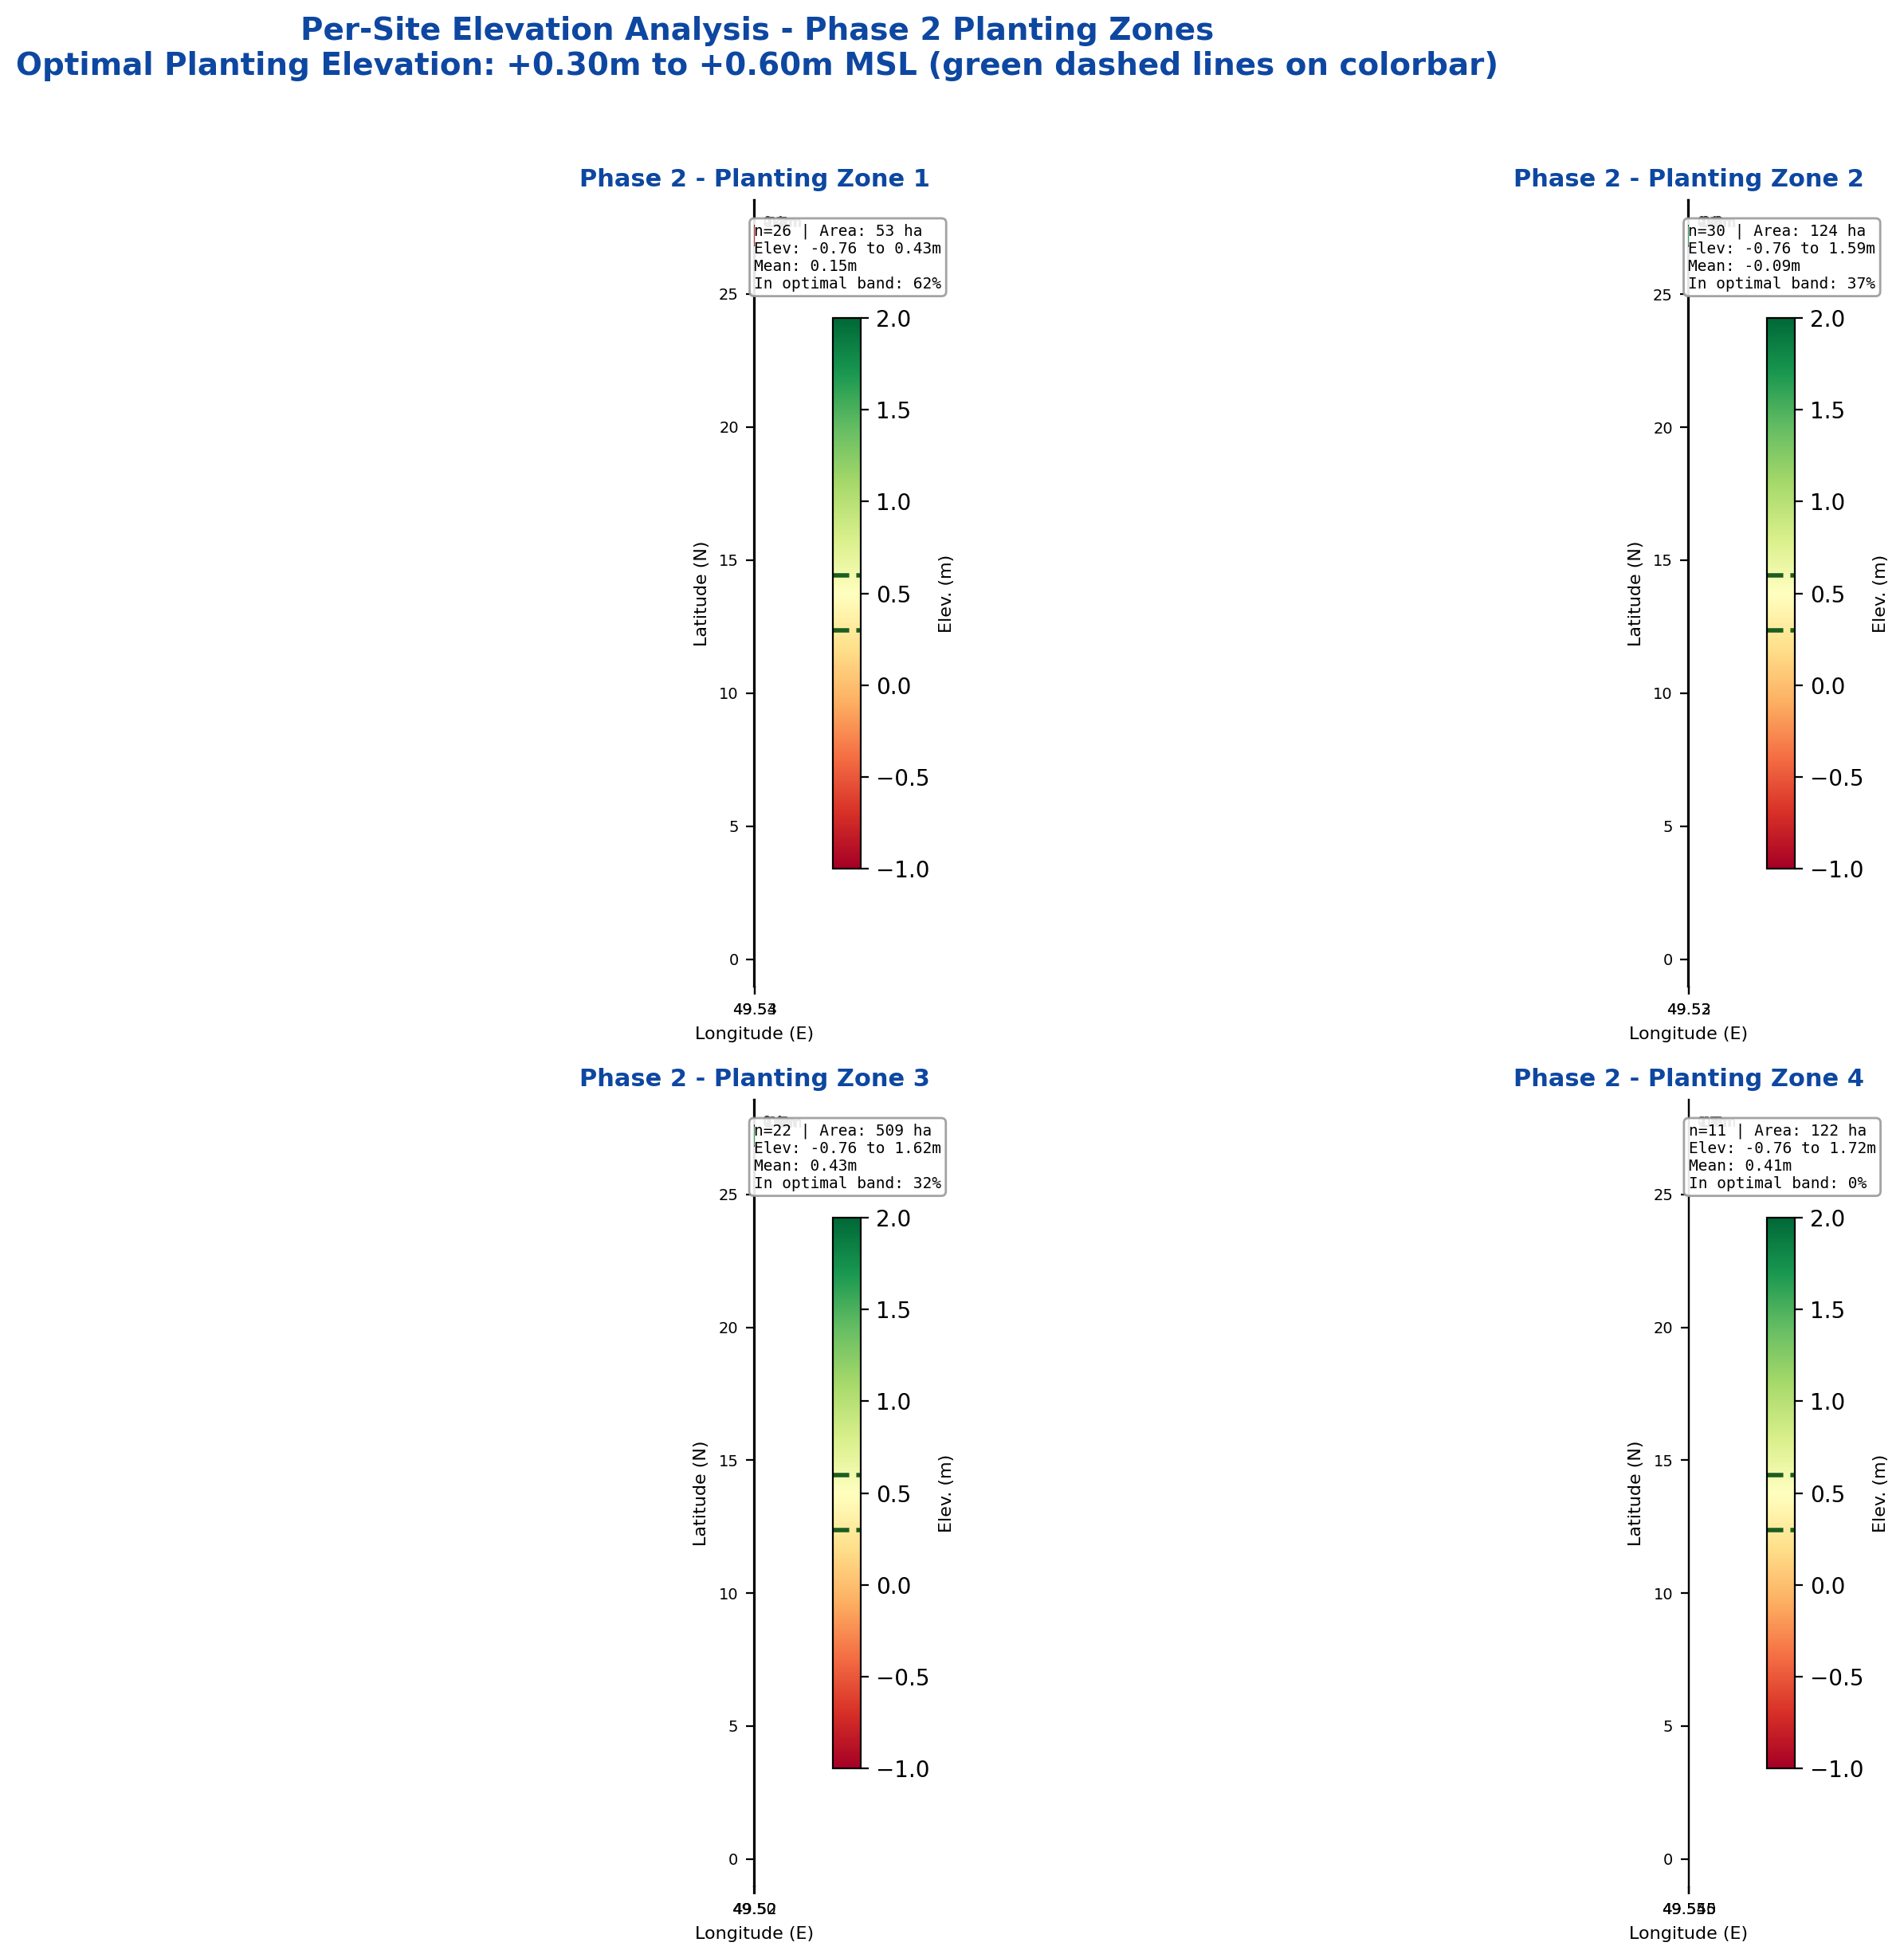 Per-Site Elevation Analysis - Phase 2 Planting Zones
Optimal Planting Elevation: +0.30m to +0.60m MSL (green dashed lines on colorbar)
Phase 2 - Planting Zone 1
n=26 | Area: 53 ha
Elev: -0.76 to 0.43m
Mean: 0.15m
In optimal band: 62%
25
20
15
10
5
0
Latitude (N)
Longitude (E)
2.0
1.5
1.0
0.5
0.0
−0.5
−1.0
Elev. (m)
Phase 2 - Planting Zone 2
n=30 | Area: 124 ha
Elev: -0.76 to 1.59m
Mean: -0.09m
In optimal band: 37%
25
20
15
10
5
0
Latitude (N)
Longitude (E)
2.0
1.5
1.0
0.5
0.0
−0.5
−1.0
Elev. (m)
Phase 2 - Planting Zone 3
n=22 | Area: 509 ha
Elev: -0.76 to 1.62m
Mean: 0.43m
In optimal band: 32%
25
20
15
10
5
0
Latitude (N)
Longitude (E)
2.0
1.5
1.0
0.5
0.0
−0.5
−1.0
Elev. (m)
Phase 2 - Planting Zone 4
n=11 | Area: 122 ha
Elev: -0.76 to 1.72m
Mean: 0.41m
In optimal band: 0%
25
20
15
10
5
0
Latitude (N)
Longitude (E)
2.0
1.5
1.0
0.5
0.0
−0.5
−1.0
Elev. (m)